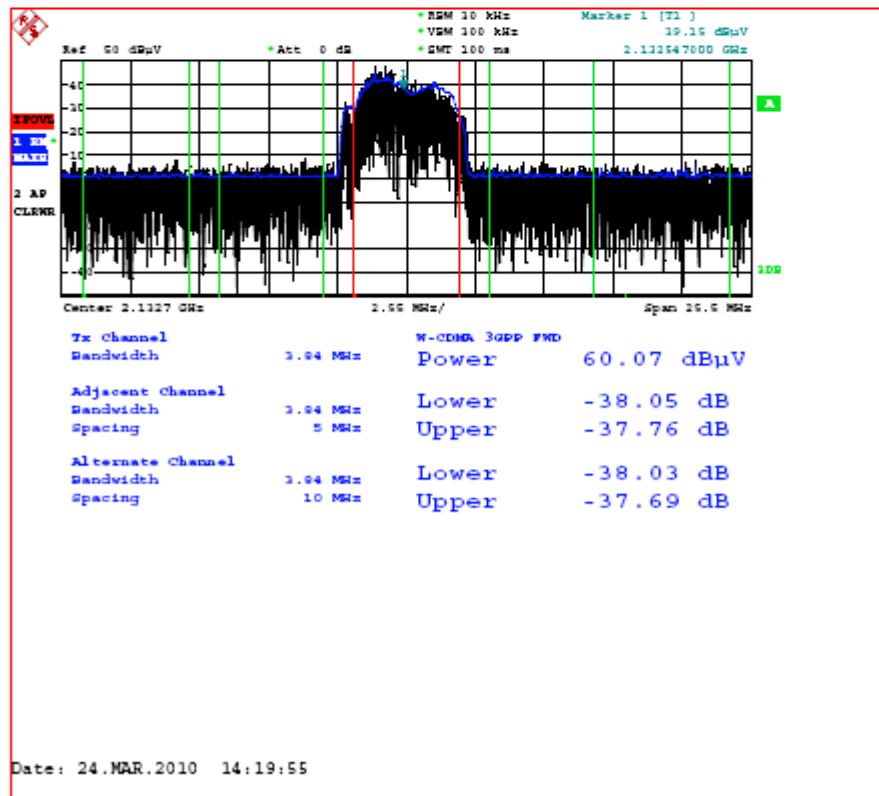 * RBW 30 kHz Marker 1 [T1 ]
* VBW 300 kHz 39.15 dBµV
Ref 50 dBµV * Att 0 dB * SWT 100 ms 2.132547000 GHz
40
A
30
IFOVL
20
1 RM *
10
2 AP
CLRWR
3DB
Center 2.1327 GHz 2.55 MHz/ Span 25.5 MHz
Tx Channel W-CDMA 3GPP FWD
Bandwidth 3.84 MHz Power 60.07 dBµV
Adjacent Channel
Bandwidth 3.84 MHz Lower -38.05 dB
Spacing 5 MHz Upper -37.76 dB
Alternate Channel
Bandwidth 3.84 MHz Lower -38.03 dB
Spacing 10 MHz Upper -37.69 dB
Date: 24.MAR.2010 14:19:55